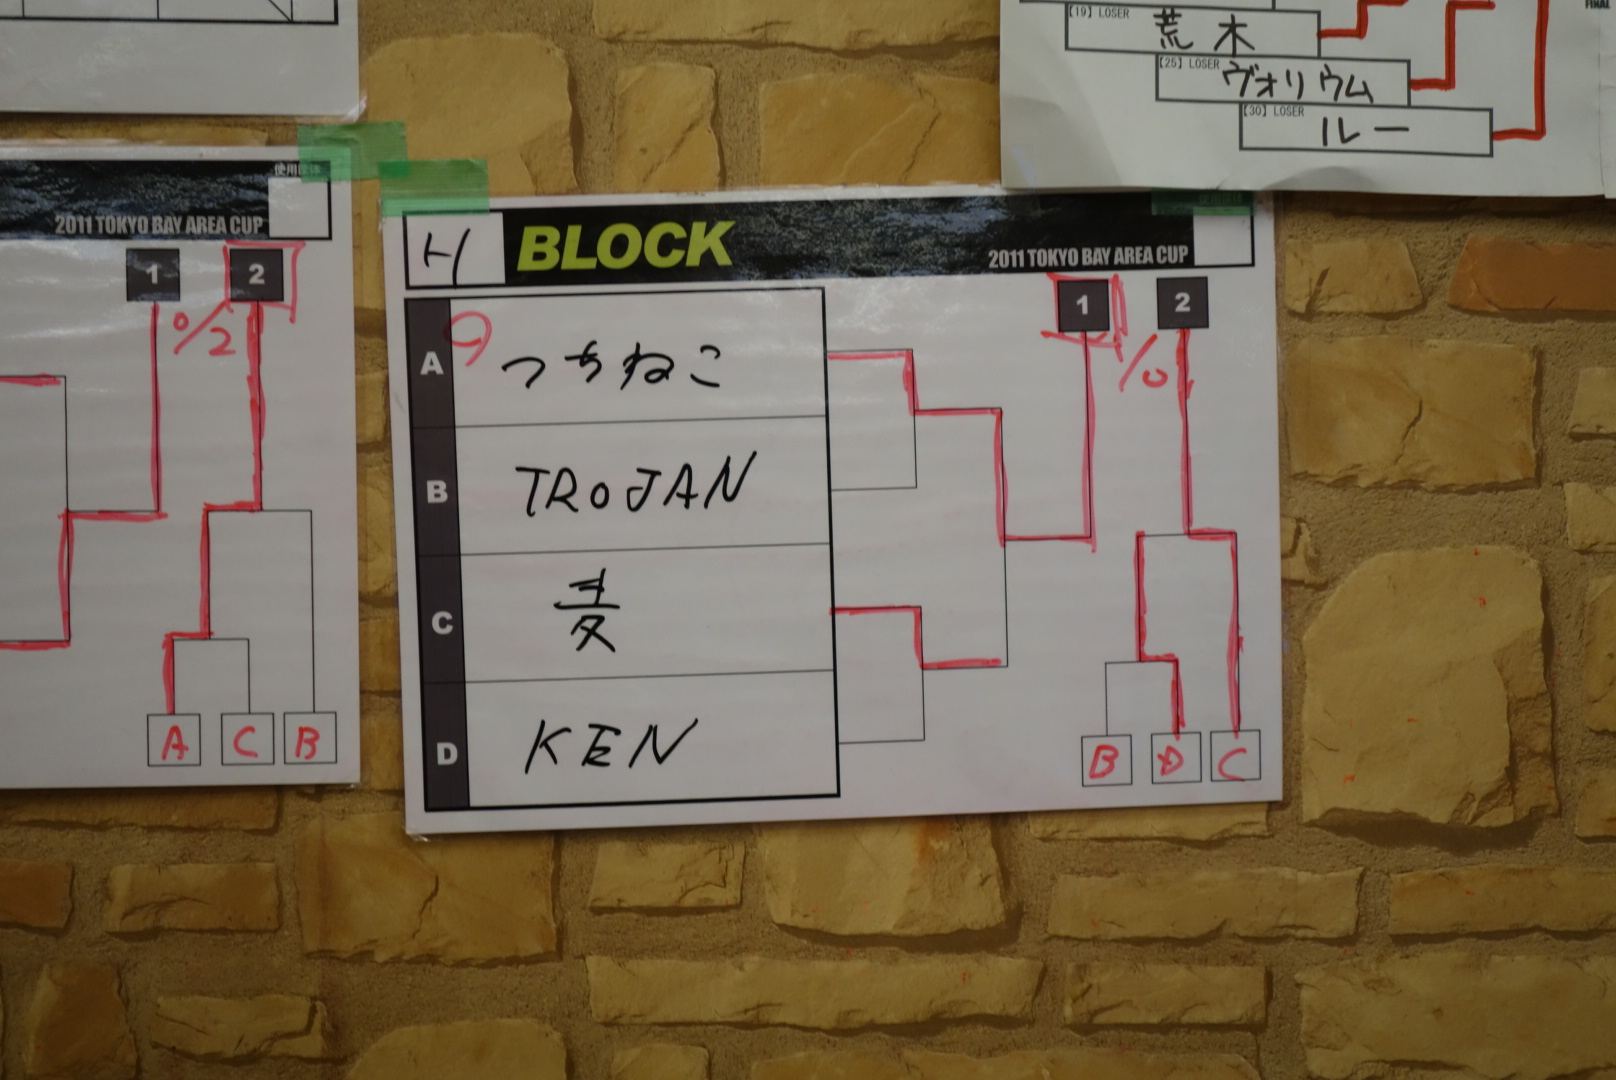 [19] LOSER
荒木
[25] LOSER
ヴォリウム
[30] LOSER
ルー
FINAL
2011 TOKYO BAY AREA CUP
1
2
0/2
A
C
B
H
BLOCK
2011 TOKYO BAY AREA CUP
1
2
1/0
A
つちねこ
B
TROJAN
C
D
KEN
B
D
C